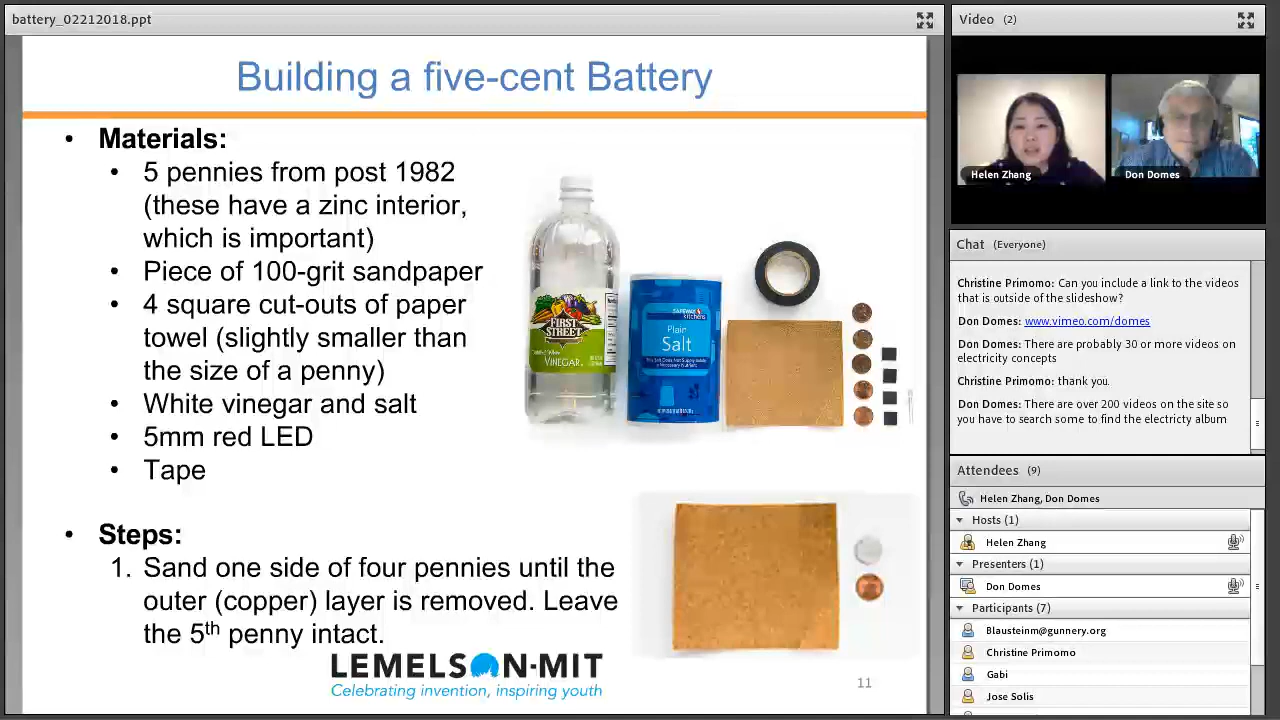 battery_02212018.ppt
Building a five-cent Battery
• Materials:
• 5 pennies from post 1982
(these have a zinc interior,
which is important)
• Piece of 100-grit sandpaper
• 4 square cut-outs of paper
towel (slightly smaller than
the size of a penny)
• White vinegar and salt
• 5mm red LED
• Tape
FIRST
STREET
VINEGAR
SAFEWAY
kitchens
Plain
Salt
• Steps:
1. Sand one side of four pennies until the
outer (copper) layer is removed. Leave
the 5th penny intact.
LEMELSON-MIT
Celebrating invention, inspiring youth
11
Video (2)
Helen Zhang
Don Domes
Chat (Everyone)
Christine Primomo: Can you include a link to the videos
that is outside of the slideshow?
Don Domes: www.vimeo.com/domes
Don Domes: There are probably 30 or more videos on
electricity concepts
Christine Primomo: thank you.
Don Domes: There are over 200 videos on the site so
you have to search some to find the electricty album
Attendees (9)
Helen Zhang, Don Domes
Hosts (1)
Helen Zhang
Presenters (1)
Don Domes
Participants (7)
Blausteinm@gunnery.org
Christine Primomo
Gabi
Jose Solis